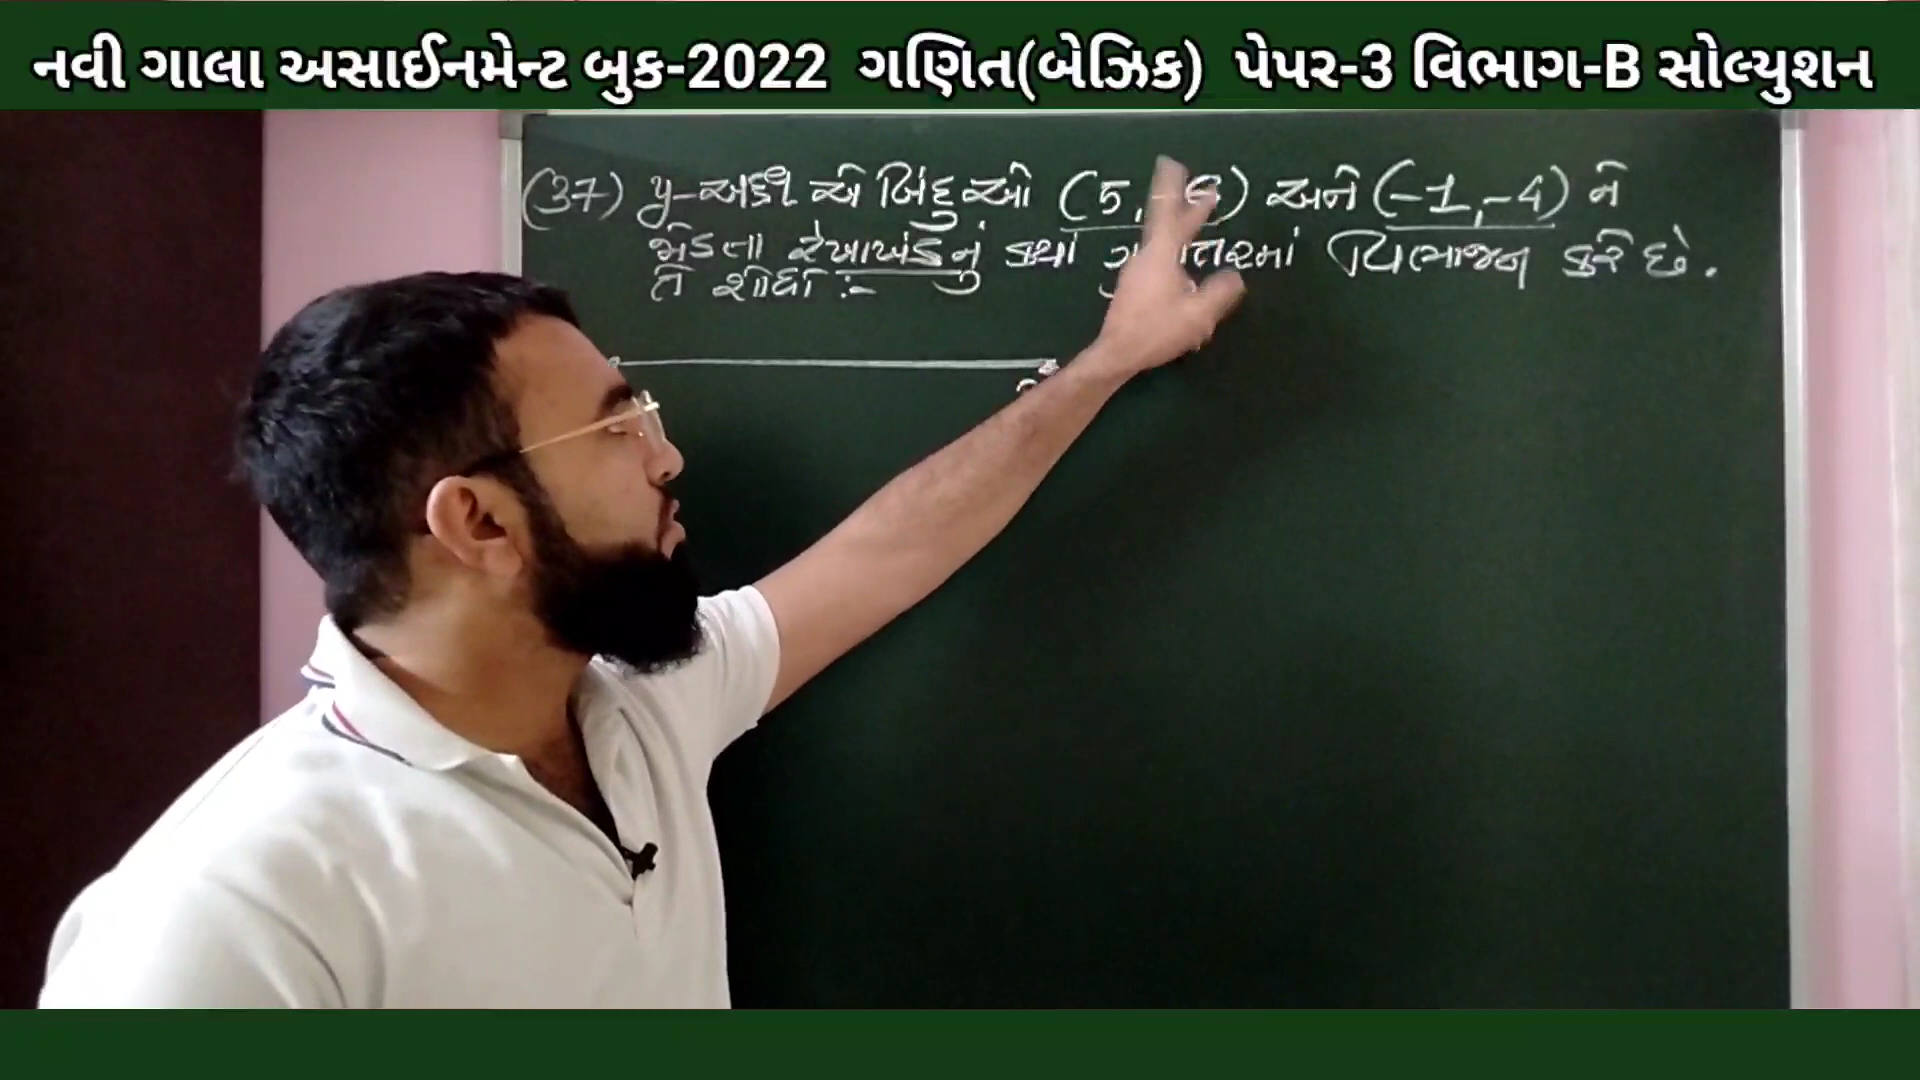 નવી ગાલા અસાઈનમેન્ટ બુક-2022 ગણિત(બેઝિક) પેપર-3 વિભાગ-B સોલ્યુશન
(37) y-અક્ષ એ બિંદુઓ (5, -6) અને (-1, -4) ને
જોડતા રેખાખંડનું કયાં વિભાજન કરે છે.
તે શોધો :-